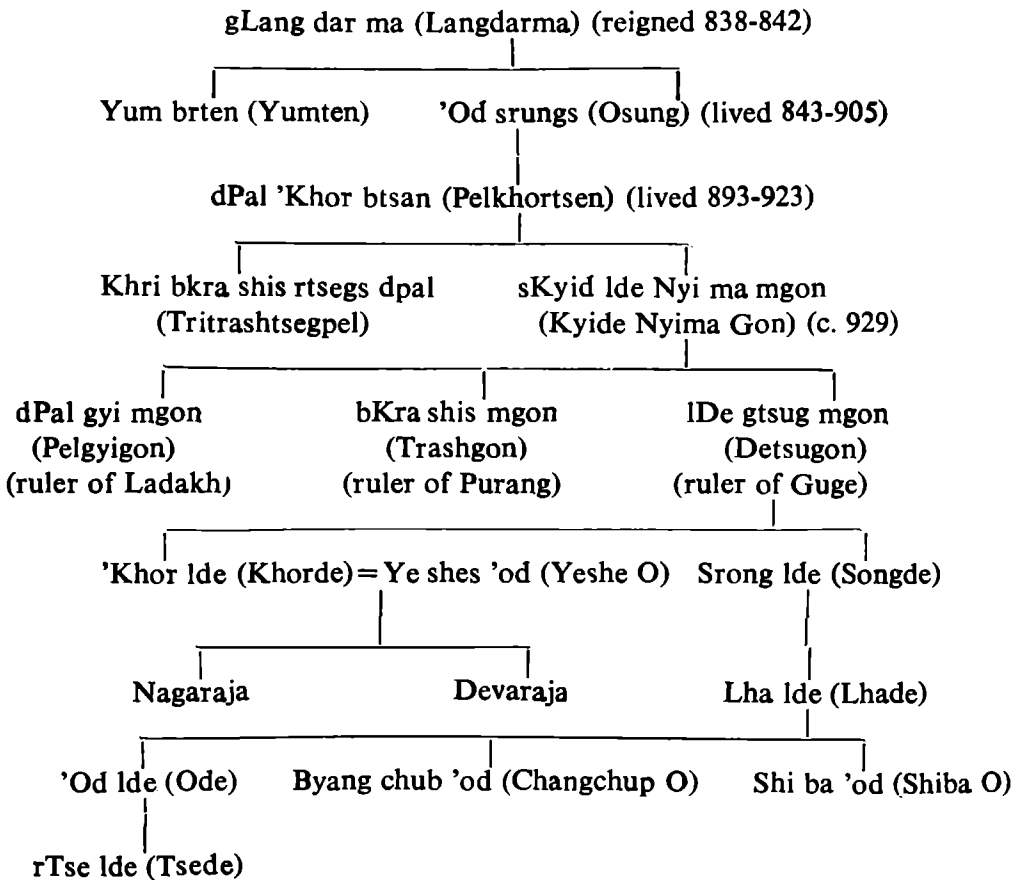 gLang dar ma (Langdarma) (reigned 838-842)
Yum brten (Yumten) 'Od srungs (Osung) (lived 843-905)
dPal 'Khor btsan (Pelkhortsen) (lived 893-923)
Khri bkra shis rtsegs dpal sKyid lde Nyi ma mgon
(Tritrashtsegpel) (Kyide Nyima Gon) (c. 929)
dPal gyi mgon bKra shis mgon lDe gtsug mgon
(Pelgyigon) (Trashgon) (Detsugon)
(ruler of Ladakh) (ruler of Purang) (ruler of Guge)
'Khor lde (Khorde) = Ye shes 'od (Yeshe O) Srong lde (Songde)
Nagaraja Devaraja Lha lde (Lhade)
'Od lde (Ode) Byang chub 'od (Changchup O) Shi ba 'od (Shiba O)
rTse lde (Tsede)